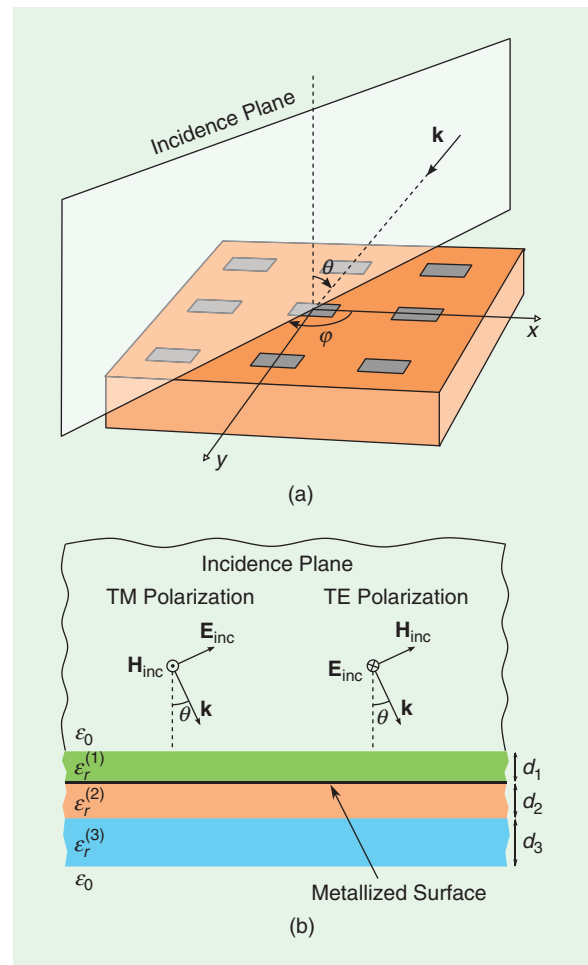 Incidence Plane
k
θ
φ
x
y
(a)
Incidence Plane
TM Polarization TE Polarization
E_inc H_inc
H_inc E_inc
θ k θ k
ε_0
ε_r^(1) d_1
ε_r^(2) d_2
ε_r^(3) d_3
ε_0
Metallized Surface
(b)